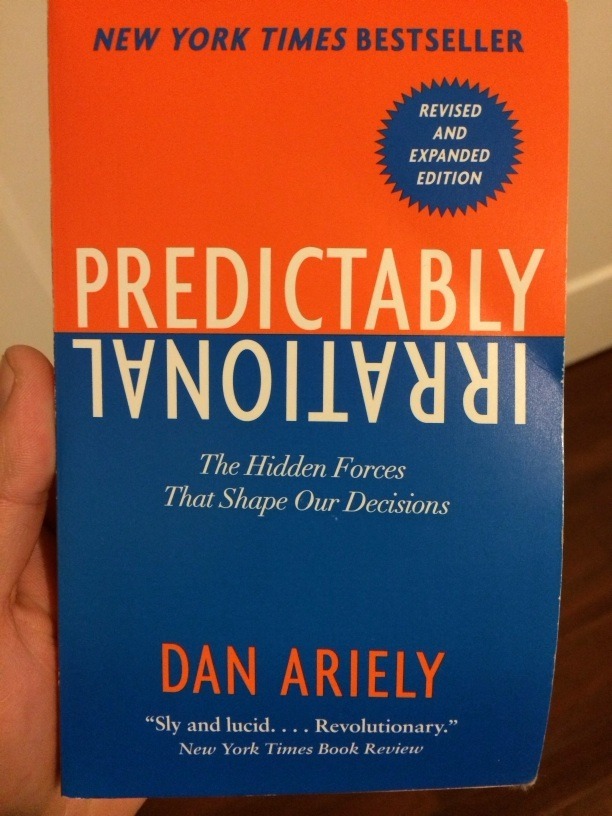 NEW YORK TIMES BESTSELLER
REVISED
AND
EXPANDED
EDITION
PREDICTABLY
IRRATIONAL
The Hidden Forces
That Shape Our Decisions
DAN ARIELY
“Sly and lucid. . . . Revolutionary.”
New York Times Book Review